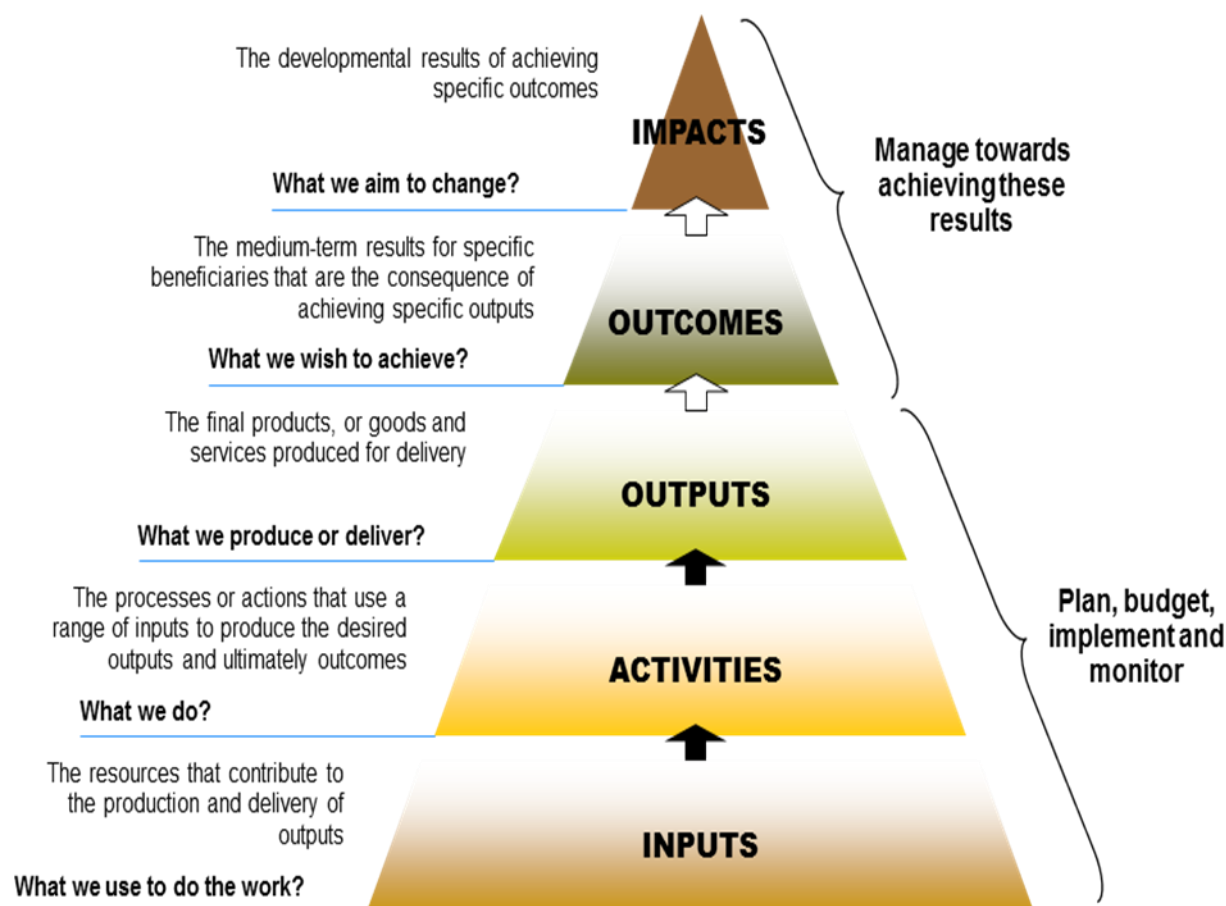 The developmental results of achieving
specific outcomes
IMPACTS
What we aim to change?
Manage towards
achieving these
results
The medium-term results for specific
beneficiaries that are the consequence of
achieving specific outputs
OUTCOMES
What we wish to achieve?
The final products, or goods and
services produced for delivery
OUTPUTS
What we produce or deliver?
The processes or actions that use a
range of inputs to produce the desired
outputs and ultimately outcomes
ACTIVITIES
Plan, budget,
implement and
monitor
What we do?
The resources that contribute to
the production and delivery of
outputs
INPUTS
What we use to do the work?